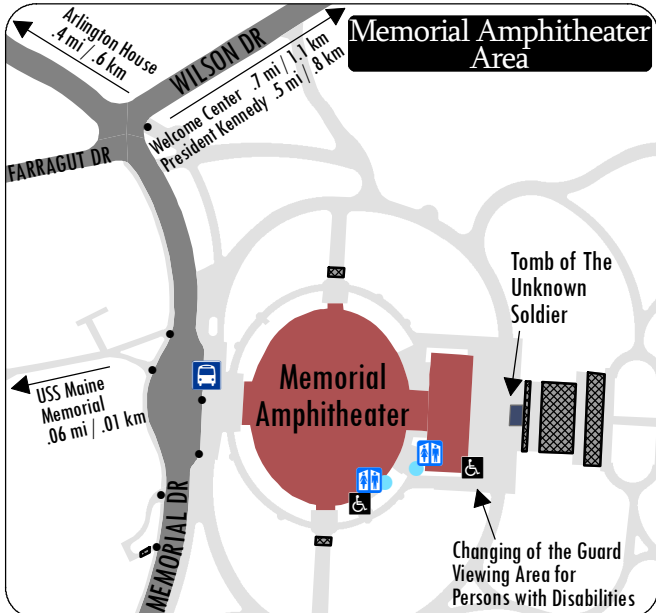 Memorial Amphitheater
Area
Arlington House
.4 mi / .6 km
WILSON DR
Welcome Center .7 mi / 1.1 km
President Kennedy .5 mi / .8 km
FARRAGUT DR
Tomb of The
Unknown
Soldier
USS Maine
Memorial
.06 mi / .01 km
Memorial
Amphitheater
MEMORIAL DR
Changing of the Guard
Viewing Area for
Persons with Disabilities